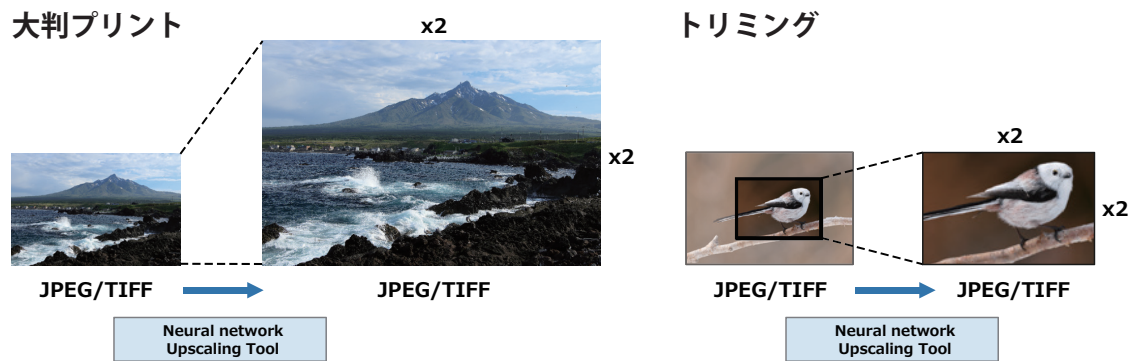 大判プリント
x2
x2
JPEG/TIFF
JPEG/TIFF
Neural network
Upscaling Tool
トリミング
x2
x2
JPEG/TIFF
JPEG/TIFF
Neural network
Upscaling Tool